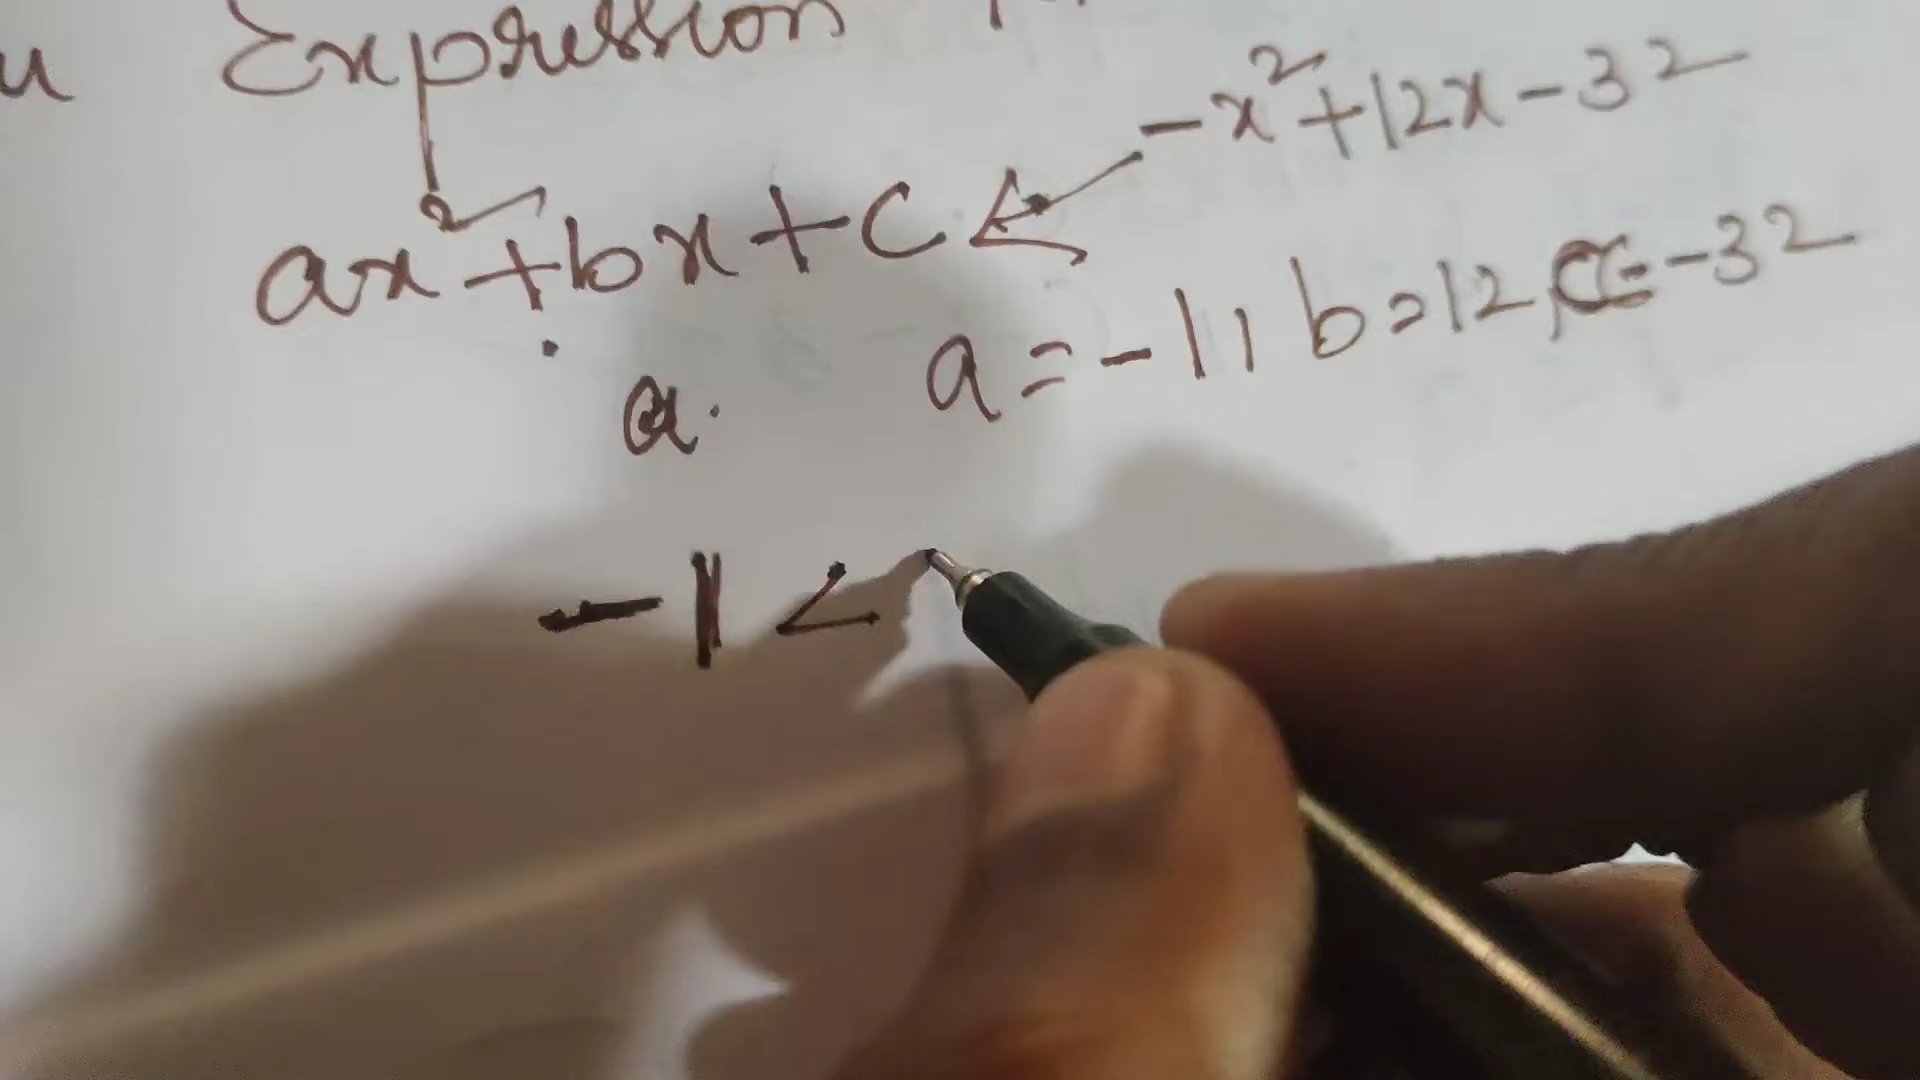 Expression
-x²+12x-32
ax²+bx+c
a=-1, b=12, c=-32
a.
-1<